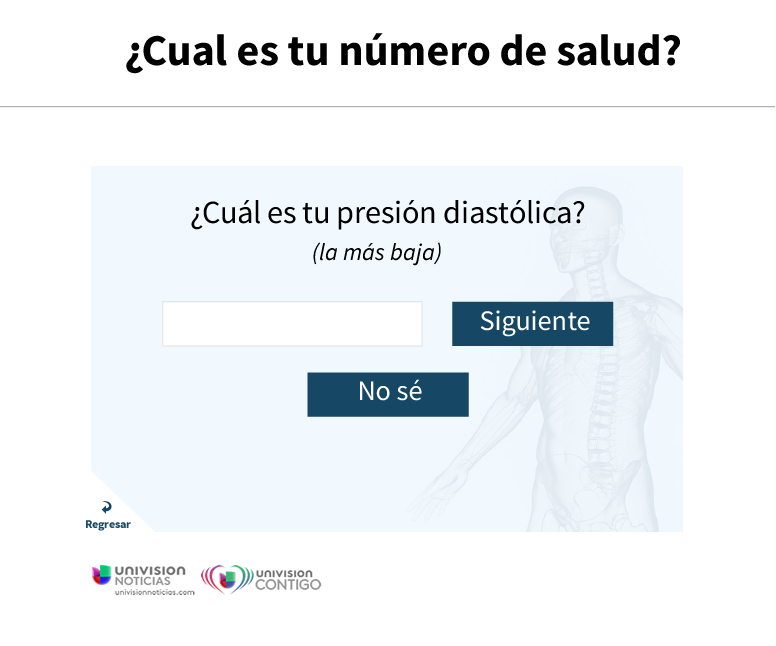 ¿Cual es tu número de salud?
¿Cuál es tu presión diastólica?
(la más baja)
Siguiente
No sé
Regresar
UNIVISION
NOTICIAS
univisionnoticias.com
UNIVISION
CONTIGO